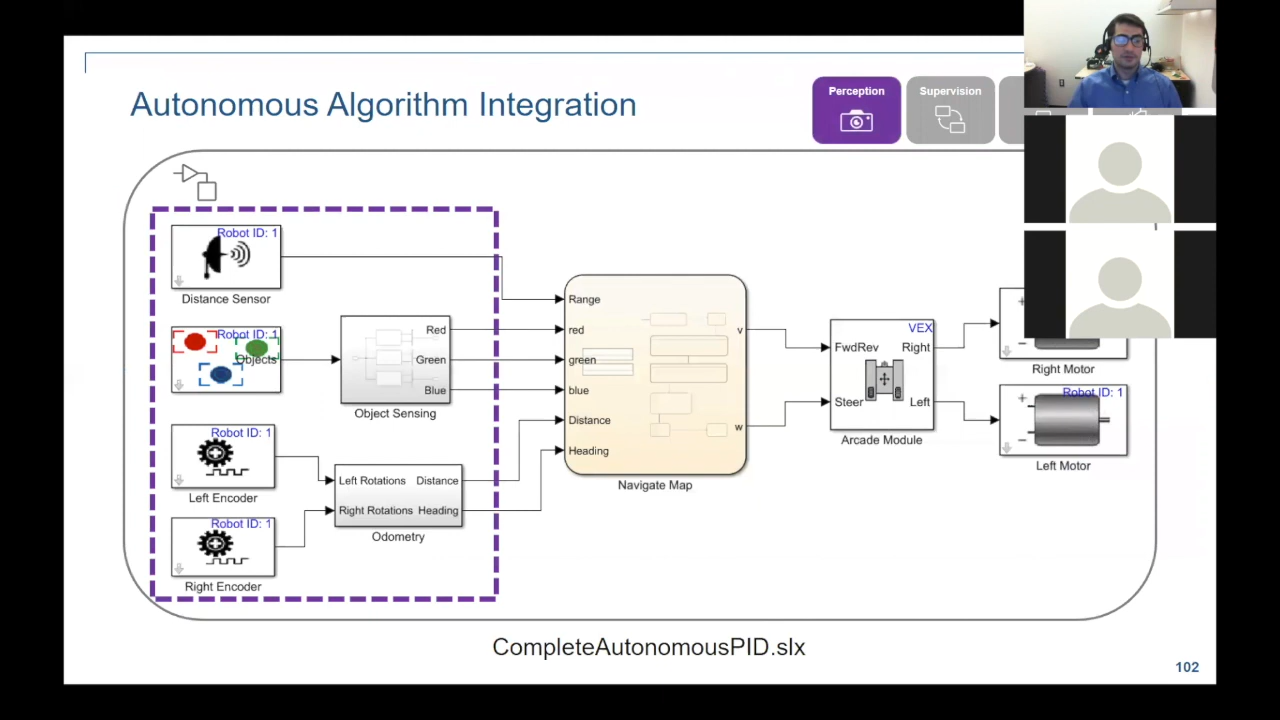 Autonomous Algorithm Integration
Perception
Supervision
Robot ID: 1
Distance Sensor
Robot ID: 1
Objects
Red
Green
Blue
Object Sensing
Robot ID: 1
Left Encoder
Robot ID: 1
Right Encoder
Left Rotations Distance
Right Rotations Heading
Odometry
Range
red
green
blue
Distance
Heading
v
w
Navigate Map
VEX
FwdRev Right
Steer Left
Arcade Module
Right Motor
Robot ID: 1
Left Motor
CompleteAutonomousPID.slx
102